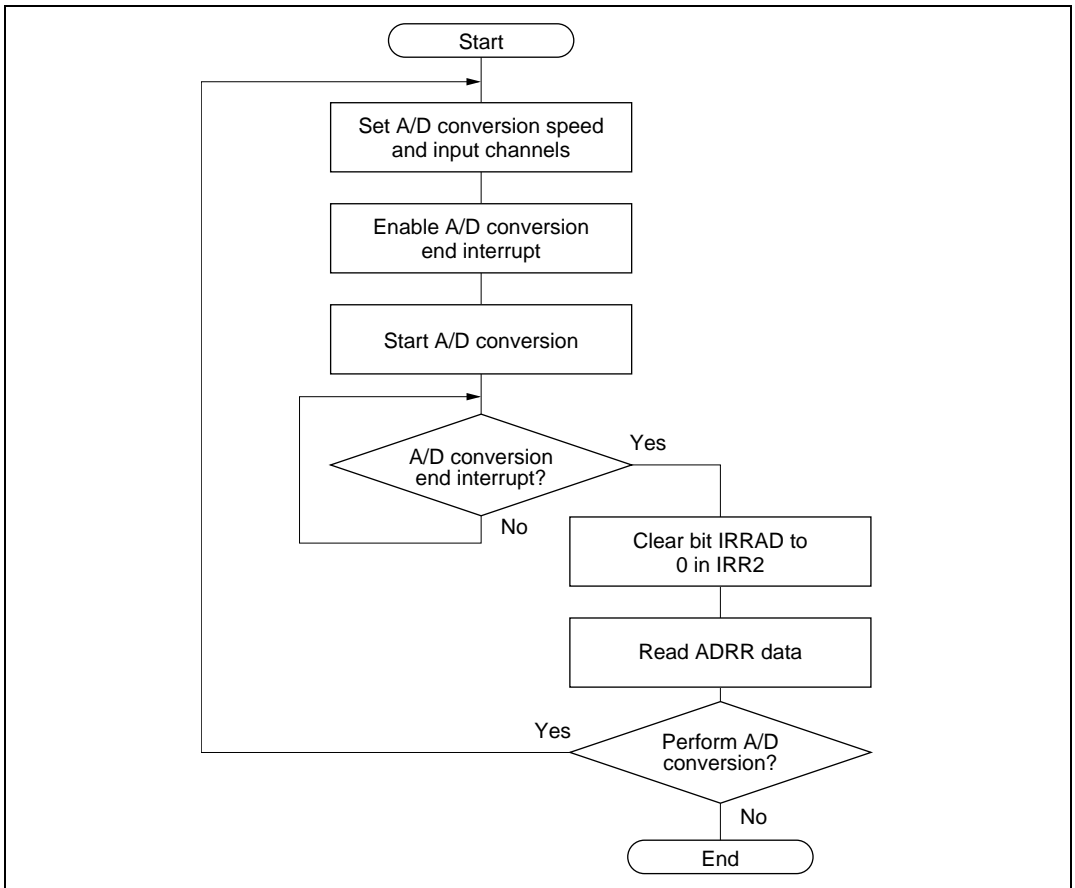 Start
Set A/D conversion speed
and input channels
Enable A/D conversion
end interrupt
Start A/D conversion
A/D conversion
end interrupt?
Yes
No
Clear bit IRRAD to
0 in IRR2
Read ADRR data
Yes
Perform A/D
conversion?
No
End